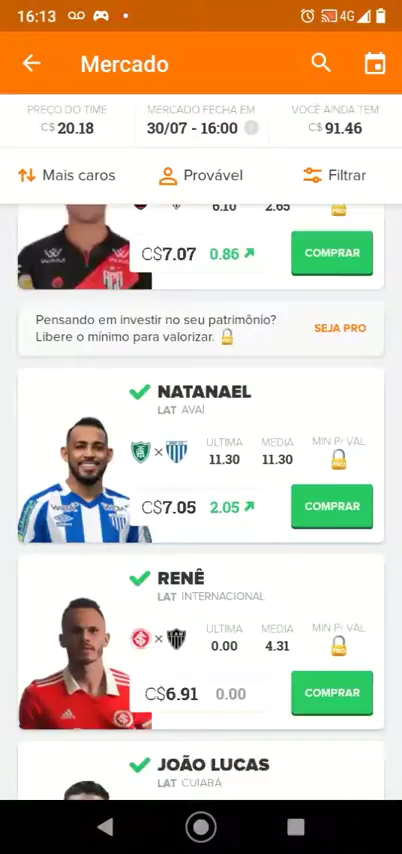 16:13 4G
Mercado
PREÇO DO TIME MERCADO FECHA EM VOCÊ AINDA TEM
C$ 20.18 30/07 - 16:00 C$ 91.46
Mais caros Provável Filtrar
6.10 2.65
C$7.07 0.86 COMPRAR
Pensando em investir no seu patrimônio?
Libere o mínimo para valorizar. SEJA PRO
NATANAEL
LAT AVAÍ
ULTIMA MEDIA MIN P/ VAL
× 11.30 11.30 PRO
C$7.05 2.05 COMPRAR
RENÊ
LAT INTERNACIONAL
ULTIMA MEDIA MIN P/ VAL
× 0.00 4.31 PRO
C$6.91 0.00 COMPRAR
JOÃO LUCAS
LAT CUIABÁ